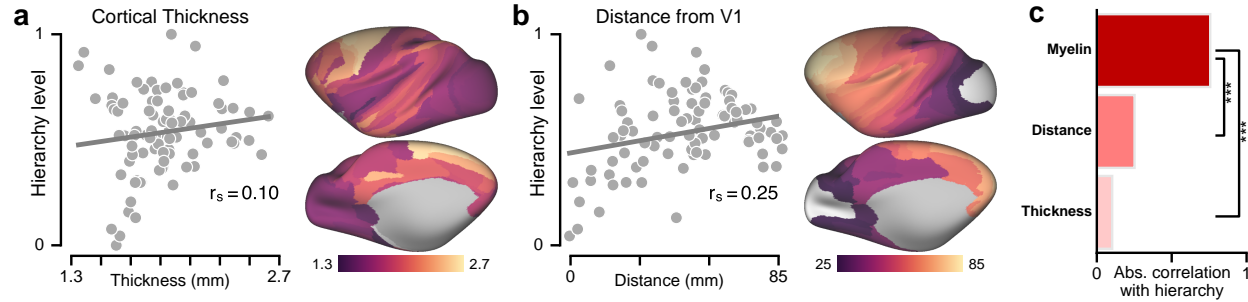 a
Cortical Thickness
Hierarchy level
1
0
rs = 0.10
1.3
2.7
Thickness (mm)
1.3
2.7
b
Distance from V1
Hierarchy level
1
0
rs = 0.25
0
85
Distance (mm)
25
85
c
Myelin
Distance
Thickness
***
***
0
1
Abs. correlation
with hierarchy